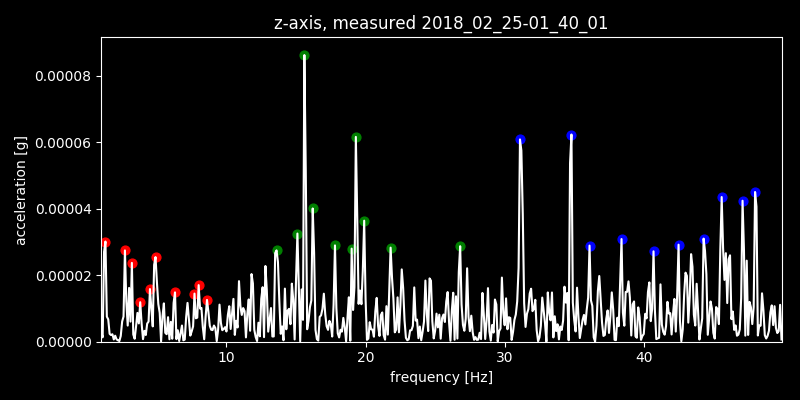 z-axis, measured 2018_02_25-01_40_01
0.00008
0.00006
0.00004
0.00002
0.00000
acceleration [g]
10 20 30 40
frequency [Hz]